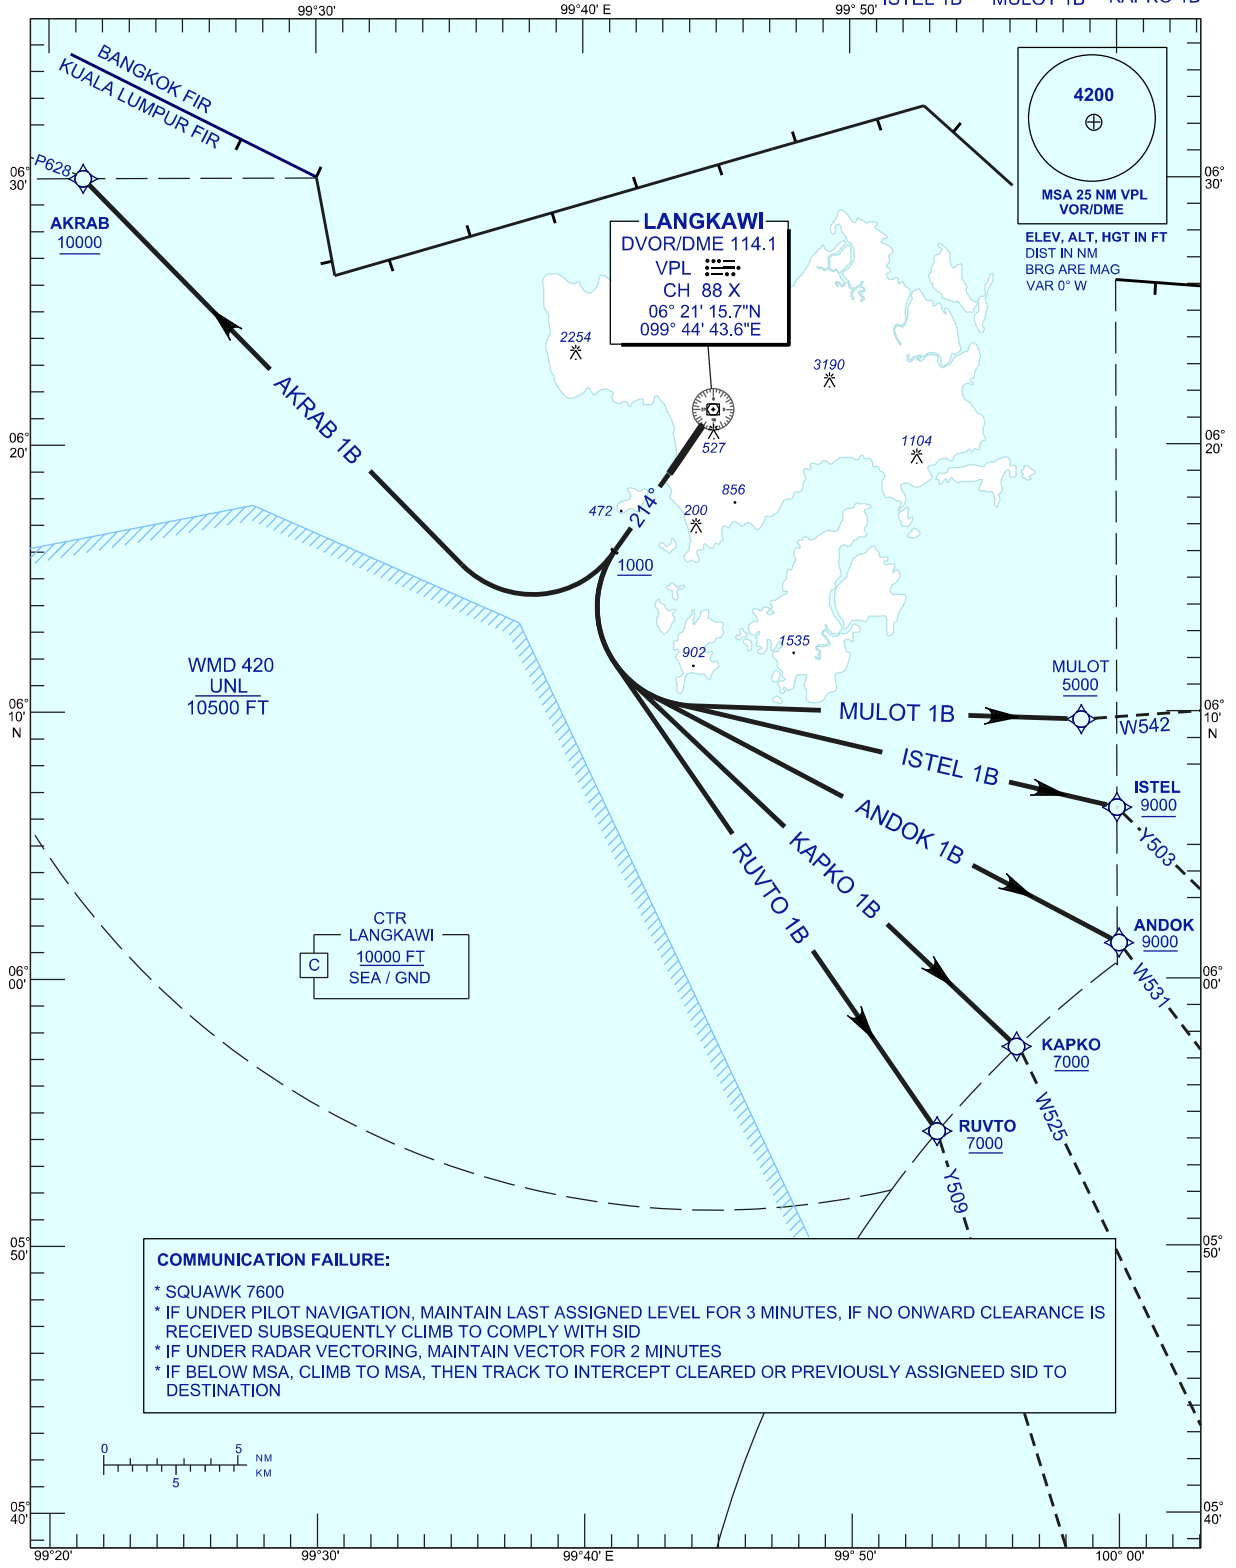 ISTEL 1B MULOT 1B KAPKO 1B
99°30' 99°40' E 99°50'
BANGKOK FIR
KUALA LUMPUR FIR
4200
MSA 25 NM VPL
VOR/DME
ELEV, ALT, HGT IN FT
DIST IN NM
BRG ARE MAG
VAR 0° W
06°
30'
06°
30'
P628
AKRAB
10000
LANGKAWI
DVOR/DME 114.1
VPL
CH 88 X
06° 21' 15.7"N
099° 44' 43.6"E
2254
3190
AKRAB 1B
527
1104
06°
20'
06°
20'
856
472
200
214°
1000
902
1535
WMD 420
UNL
10500 FT
MULOT
5000
06°
10'
N
06°
10'
N
MULOT 1B
W542
ISTEL 1B
ISTEL
9000
Y503
ANDOK 1B
KAPKO 1B
RUVTO 1B
ANDOK
9000
W531
CTR
LANGKAWI
C
10000 FT
SEA / GND
06°
00'
06°
00'
KAPKO
7000
W525
RUVTO
7000
Y509
05°
50'
05°
50'
COMMUNICATION FAILURE:
* SQUAWK 7600
* IF UNDER PILOT NAVIGATION, MAINTAIN LAST ASSIGNED LEVEL FOR 3 MINUTES, IF NO ONWARD CLEARANCE IS
RECEIVED SUBSEQUENTLY CLIMB TO COMPLY WITH SID
* IF UNDER RADAR VECTORING, MAINTAIN VECTOR FOR 2 MINUTES
* IF BELOW MSA, CLIMB TO MSA, THEN TRACK TO INTERCEPT CLEARED OR PREVIOUSLY ASSIGNEED SID TO
DESTINATION
0 5 NM
5 KM
05°
40'
05°
40'
99°20' 99°30' 99°40' E 99°50' 100° 00'